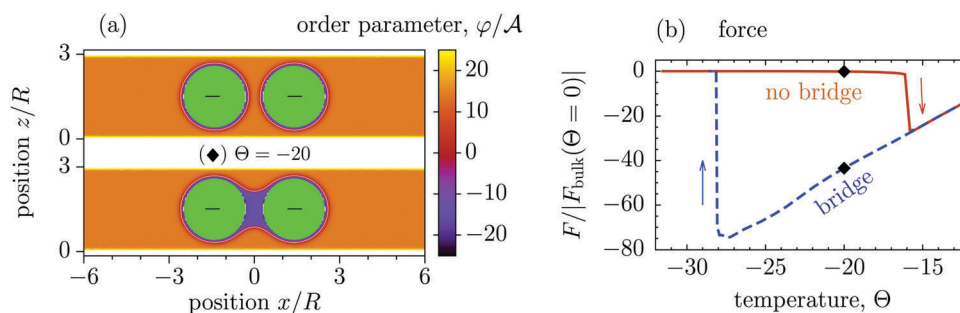 (a)
order parameter, φ/𝒜
3
position z/R
0
(♦) Θ = −20
3
0
−6
−3
0
3
6
position x/R
−
−
−
−
20
10
0
−10
−20
(b)
force
0
−20
−40
−60
−80
F/|F_bulk(Θ = 0)|
no bridge
bridge
−30
−25
−20
−15
temperature, Θ